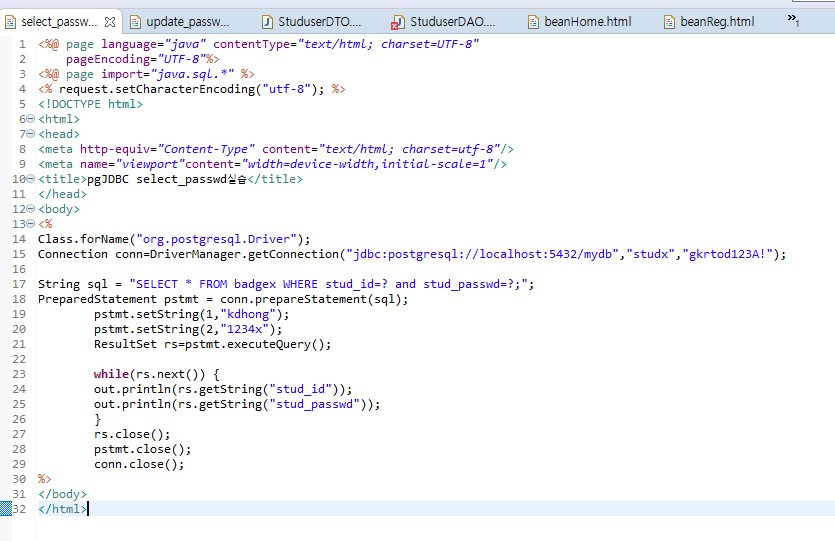 select_passw...
update_passw...
StuduserDTO....
StuduserDAO....
beanHome.html
beanReg.html
»1
1 <%@ page language="java" contentType="text/html; charset=UTF-8"
2 pageEncoding="UTF-8"%>
3 <%@ page import="java.sql.*" %>
4 <% request.setCharacterEncoding("utf-8"); %>
5 <!DOCTYPE html>
6 <html>
7 <head>
8 <meta http-equiv="Content-Type" content="text/html; charset=utf-8"/>
9 <meta name="viewport"content="width=device-width,initial-scale=1"/>
10 <title>pgJDBC select_passwd실습</title>
11 </head>
12 <body>
13 <%
14 Class.forName("org.postgresql.Driver");
15 Connection conn=DriverManager.getConnection("jdbc:postgresql://localhost:5432/mydb","studx","gkrtod123A!");
16
17 String sql = "SELECT * FROM badgex WHERE stud_id=? and stud_passwd=?;";
18 PreparedStatement pstmt = conn.prepareStatement(sql);
19 pstmt.setString(1,"kdhong");
20 pstmt.setString(2,"1234x");
21 ResultSet rs=pstmt.executeQuery();
22
23 while(rs.next()) {
24 out.println(rs.getString("stud_id"));
25 out.println(rs.getString("stud_passwd"));
26 }
27 rs.close();
28 pstmt.close();
29 conn.close();
30 %>
31 </body>
32 </html>